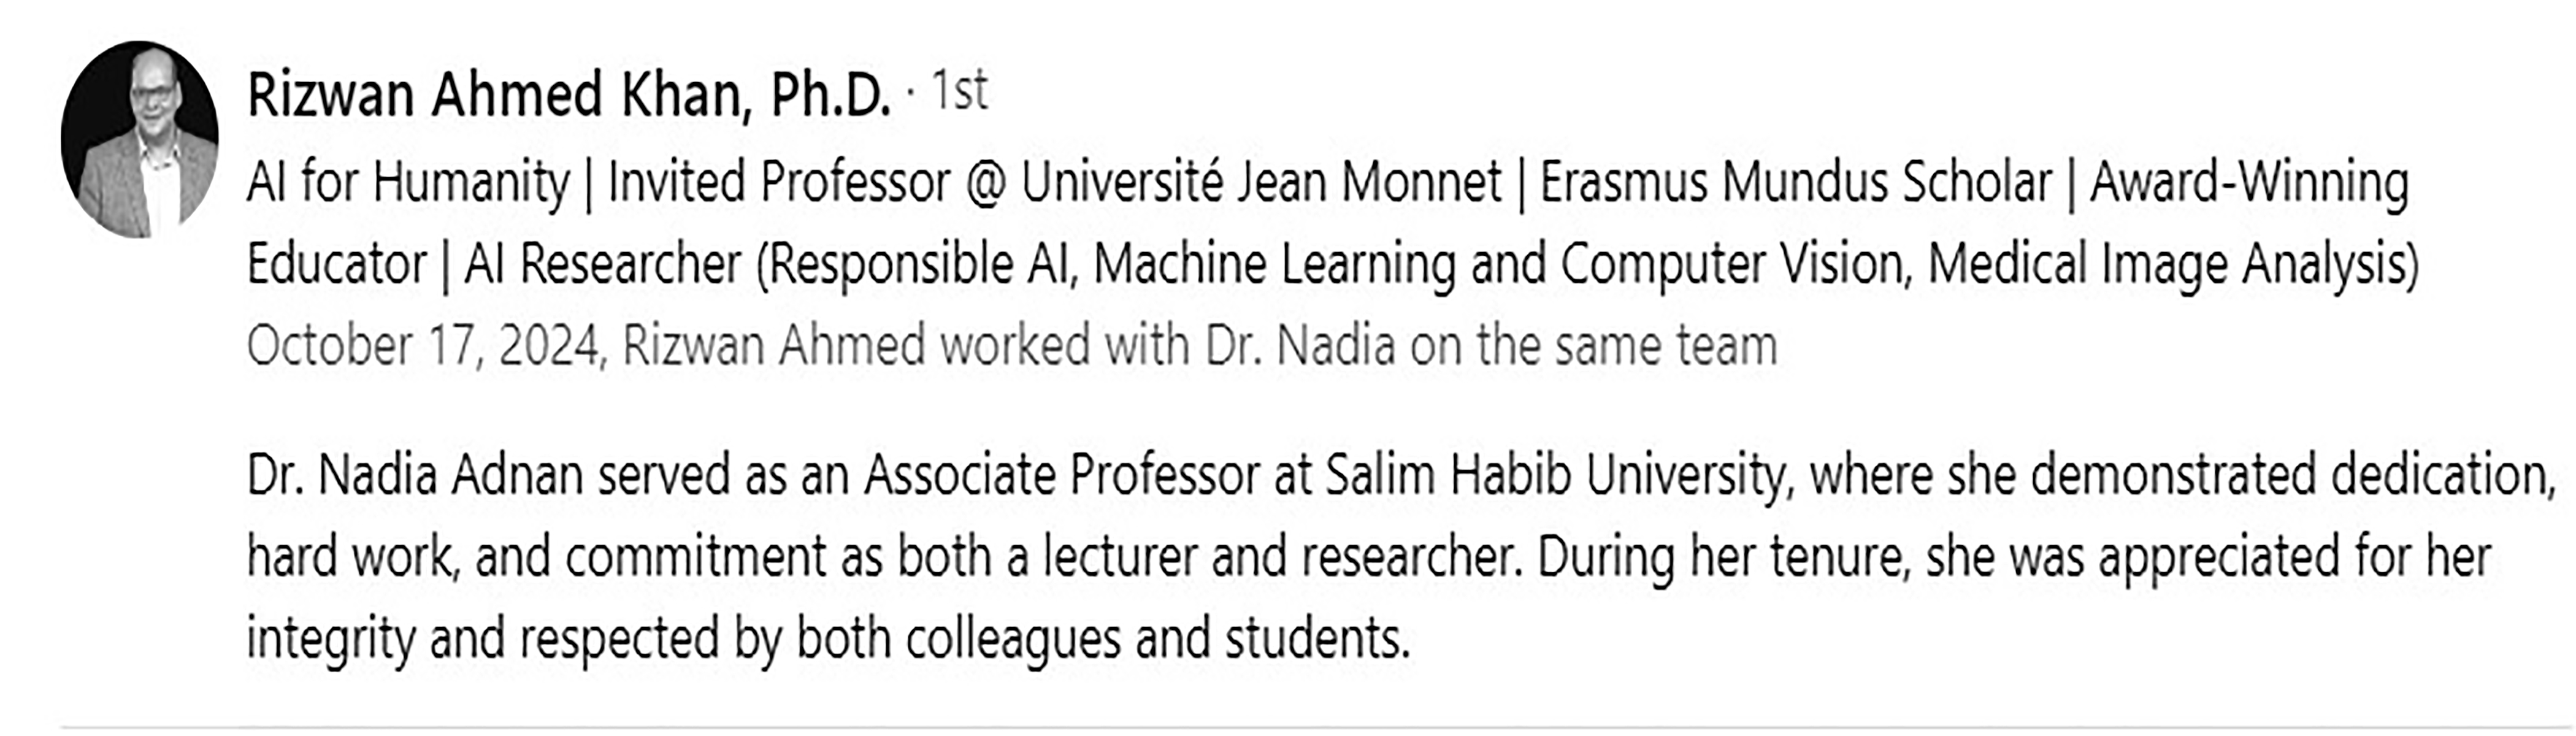 Rizwan Ahmed Khan, Ph.D. · 1st
AI for Humanity | Invited Professor @ Université Jean Monnet | Erasmus Mundus Scholar | Award-Winning
Educator | AI Researcher (Responsible AI, Machine Learning and Computer Vision, Medical Image Analysis)
October 17, 2024, Rizwan Ahmed worked with Dr. Nadia on the same team
Dr. Nadia Adnan served as an Associate Professor at Salim Habib University, where she demonstrated dedication,
hard work, and commitment as both a lecturer and researcher. During her tenure, she was appreciated for her
integrity and respected by both colleagues and students.